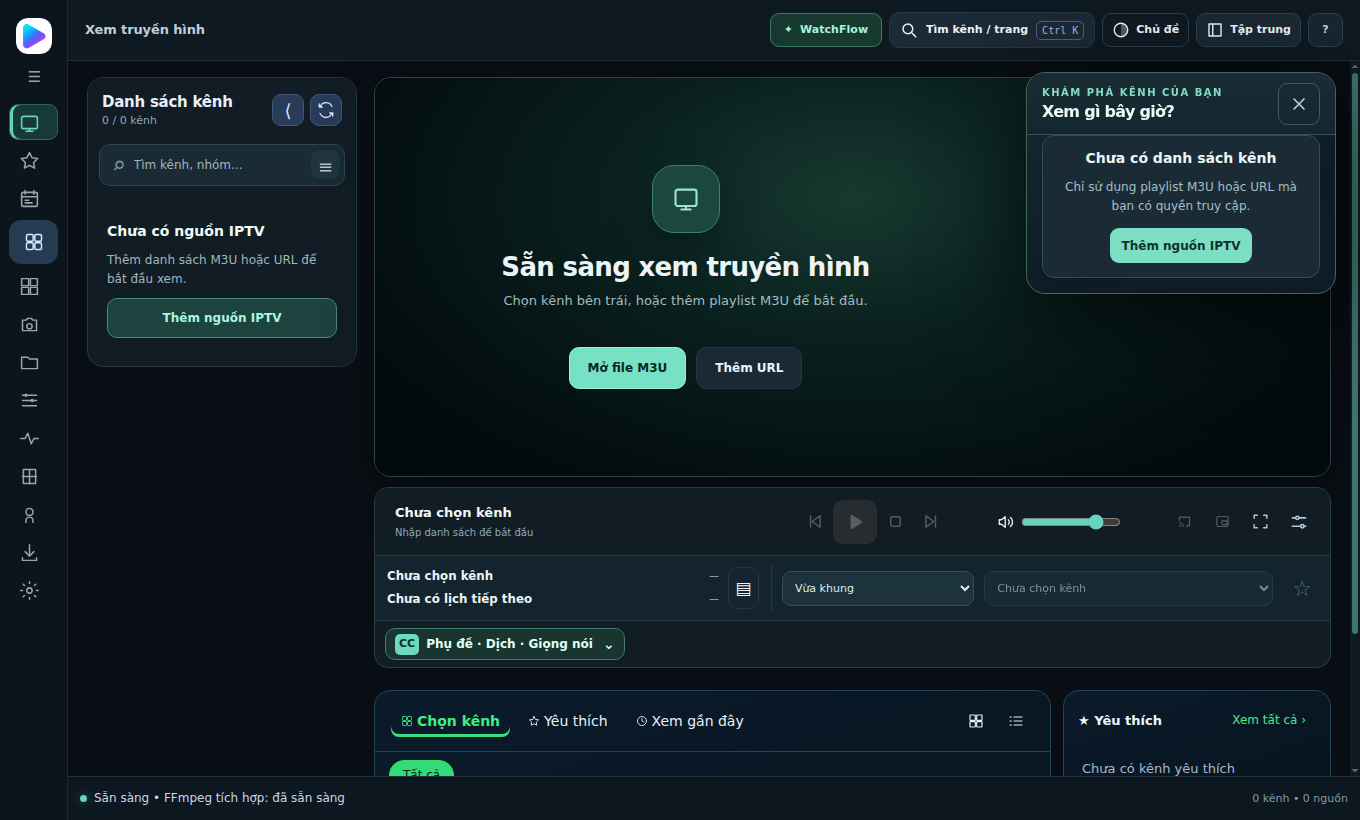 Xem truyền hình
✦ WatchFlow
Tìm kênh / trang Ctrl K
Chủ đề
Tập trung
?
Danh sách kênh
0 / 0 kênh
Tìm kênh, nhóm...
Chưa có nguồn IPTV
Thêm danh sách M3U hoặc URL để
bắt đầu xem.
Thêm nguồn IPTV
Sẵn sàng xem truyền hình
Chọn kênh bên trái, hoặc thêm playlist M3U để bắt đầu.
Mở file M3U
Thêm URL
KHÁM PHÁ KÊNH CỦA BẠN
Xem gì bây giờ?
Chưa có danh sách kênh
Chỉ sử dụng playlist M3U hoặc URL mà
bạn có quyền truy cập.
Thêm nguồn IPTV
Chưa chọn kênh
Nhập danh sách để bắt đầu
Chưa chọn kênh —
Chưa có lịch tiếp theo —
Vừa khung
Chưa chọn kênh
CC Phụ đề · Dịch · Giọng nói
Chọn kênh
Yêu thích
Xem gần đây
Tất cả
★ Yêu thích
Xem tất cả ›
Chưa có kênh yêu thích
Sẵn sàng • FFmpeg tích hợp: đã sẵn sàng
0 kênh • 0 nguồn